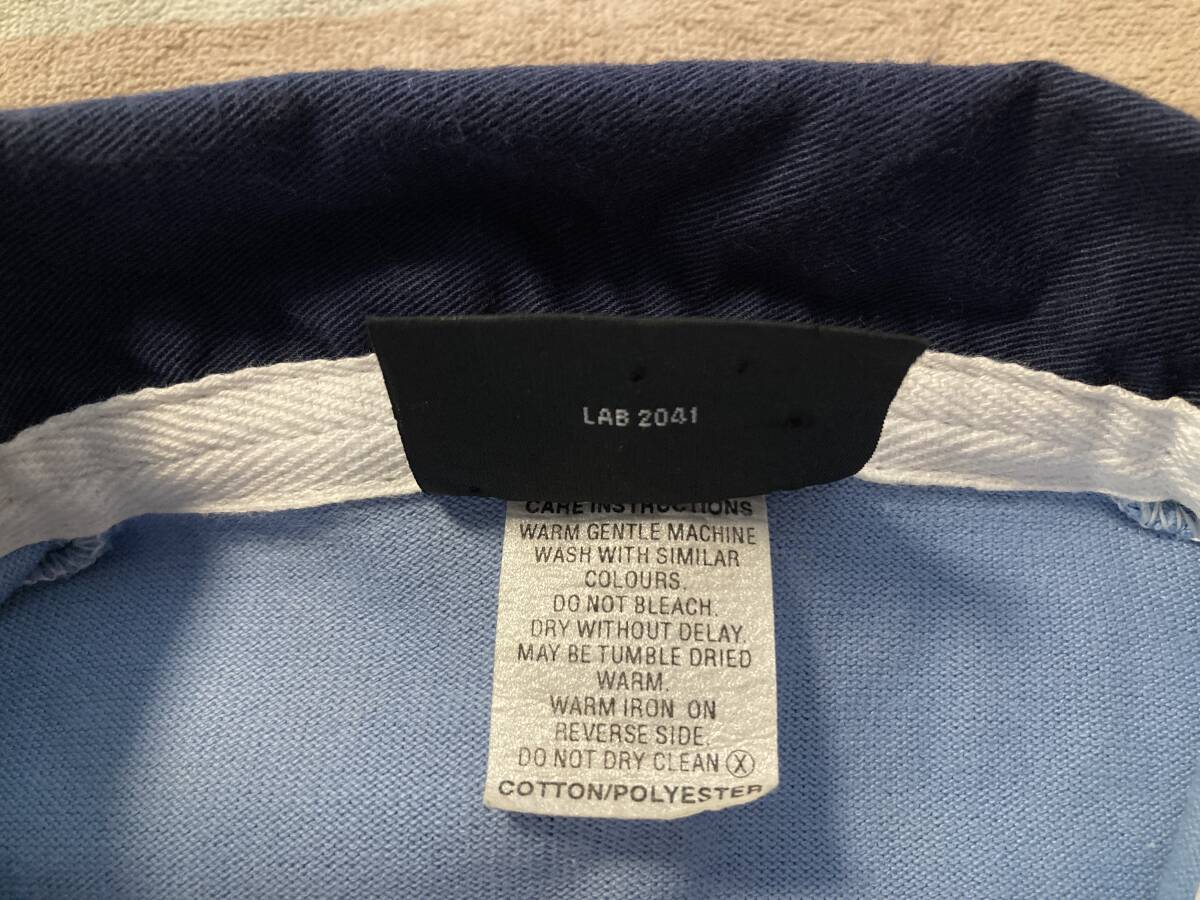 LAB 2041
CARE INSTRUCTIONS
WARM GENTLE MACHINE
WASH WITH SIMILAR
COLOURS.
DO NOT BLEACH.
DRY WITHOUT DELAY.
MAY BE TUMBLE DRIED
WARM.
WARM IRON ON
REVERSE SIDE.
DO NOT DRY CLEAN Ⓧ
COTTON/POLYESTER